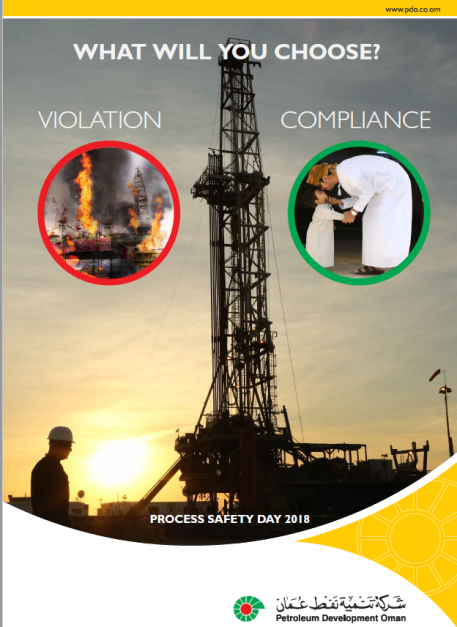 www.pdo.co.om
WHAT WILL YOU CHOOSE?
VIOLATION
COMPLIANCE
PROCESS SAFETY DAY 2018
شركة تنمية نفط عُمان
Petroleum Development Oman